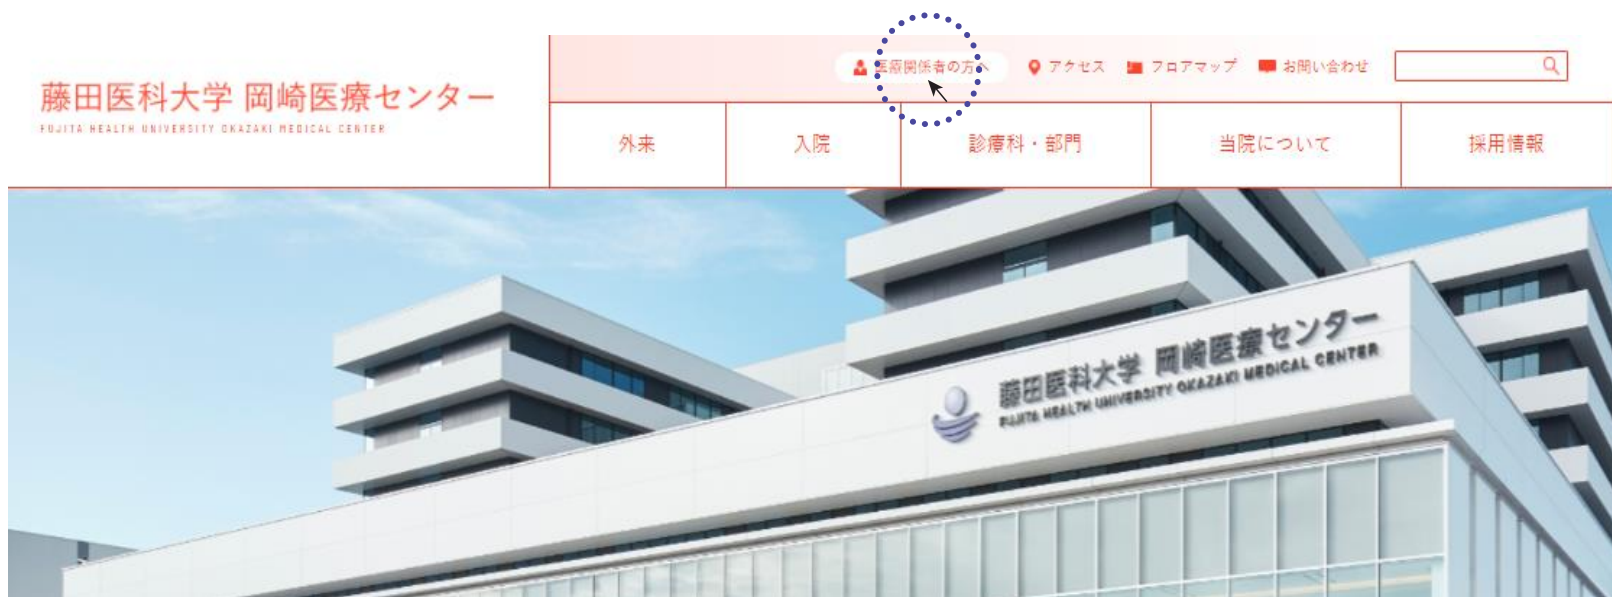 藤田医科大学 岡崎医療センター
FUJITA HEALTH UNIVERSITY OKAZAKI MEDICAL CENTER
医療関係者の方へ
アクセス
フロアマップ
お問い合わせ
外来
入院
診療科・部門
当院について
採用情報
藤田医科大学 岡崎医療センター
FUJITA HEALTH UNIVERSITY OKAZAKI MEDICAL CENTER